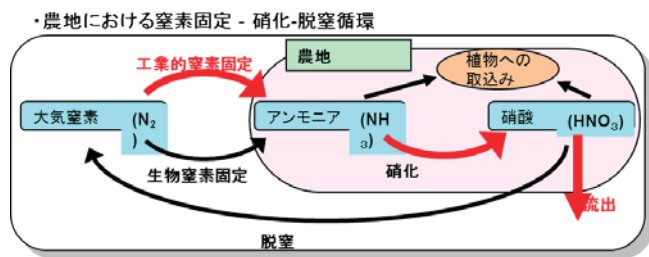 ・農地における窒素固定 - 硝化-脱窒循環
工業的窒素固定
農地
植物への
取込み
大気窒素
(N₂
)
アンモニア
(NH
₃)
硝酸
(HNO₃)
生物窒素固定
硝化
流出
脱窒